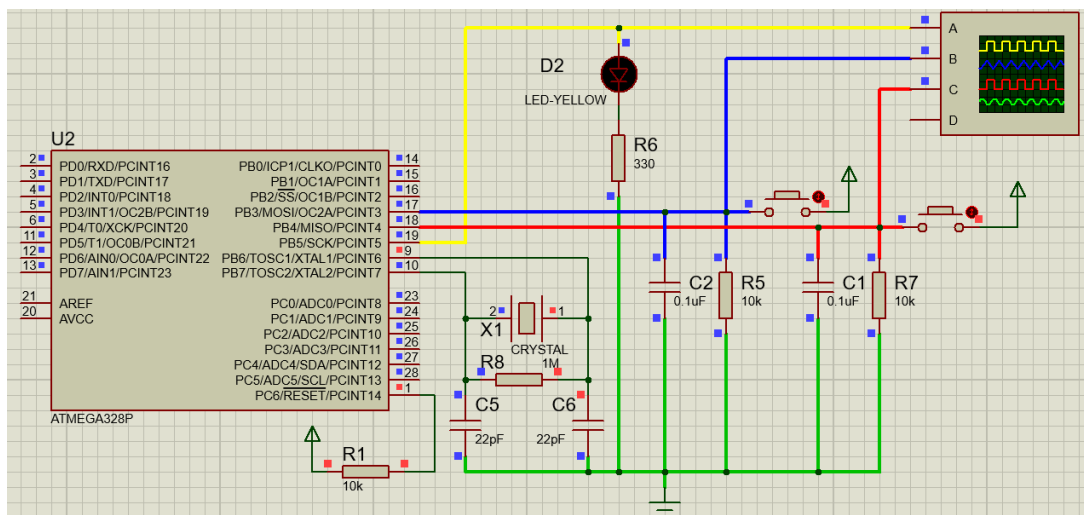 U2
2 PD0/RXD/PCINT16 PB0/ICP1/CLKO/PCINT0 14
3 PD1/TXD/PCINT17 PB1/OC1A/PCINT1 15
4 PD2/INT0/PCINT18 PB2/SS/OC1B/PCINT2 16
5 PD3/INT1/OC2B/PCINT19 PB3/MOSI/OC2A/PCINT3 17
6 PD4/T0/XCK/PCINT20 PB4/MISO/PCINT4 18
11 PD5/T1/OC0B/PCINT21 PB5/SCK/PCINT5 19
12 PD6/AIN0/OC0A/PCINT22 PB6/TOSC1/XTAL1/PCINT6 9
13 PD7/AIN1/PCINT23 PB7/TOSC2/XTAL2/PCINT7 10
21 AREF PC0/ADC0/PCINT8 23
20 AVCC PC1/ADC1/PCINT9 24
PC2/ADC2/PCINT10 25
PC3/ADC3/PCINT11 26
PC4/ADC4/SDA/PCINT12 27
PC5/ADC5/SCL/PCINT13 28
PC6/RESET/PCINT14 1
ATMEGA328P
R1
10k
D2
LED-YELLOW
R6
330
A
B
C
D
C2
0.1uF
R5
10k
C1
0.1uF
R7
10k
2 1
X1
CRYSTAL
1M
R8
C5
22pF
C6
22pF